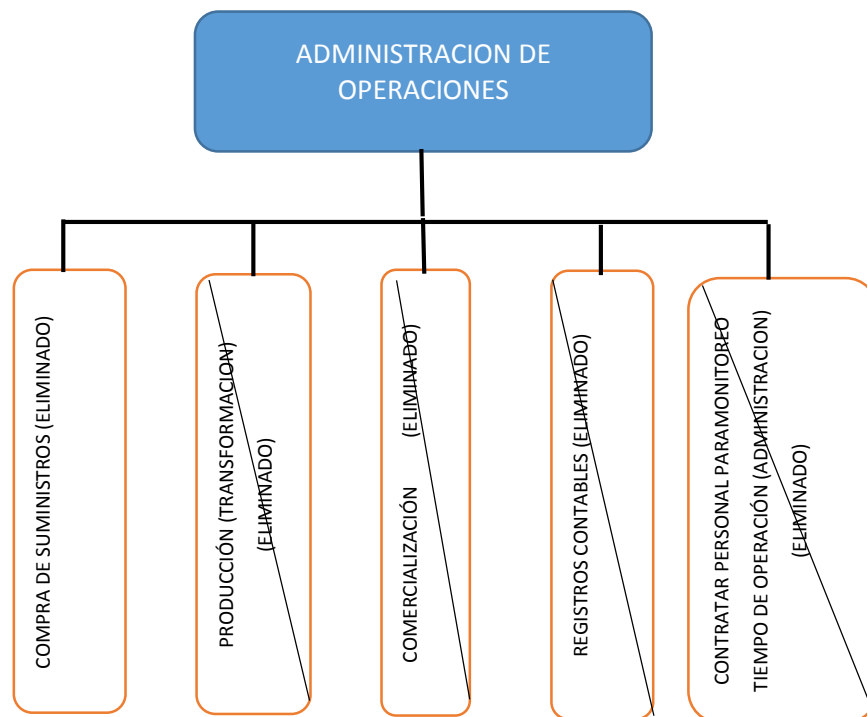 ADMINISTRACION DE
OPERACIONES
COMPRA DE SUMINISTROS (ELIMINADO)
PRODUCCIÓN (TRANSFORMACION)
(ELIMINADO)
COMERCIALIZACIÓN (ELIMINADO)
REGISTROS CONTABLES (ELIMINADO)
CONTRATAR PERSONAL PARAMONITOREO
TIEMPO DE OPERACIÓN (ADMINISTRACION)
(ELIMINADO)